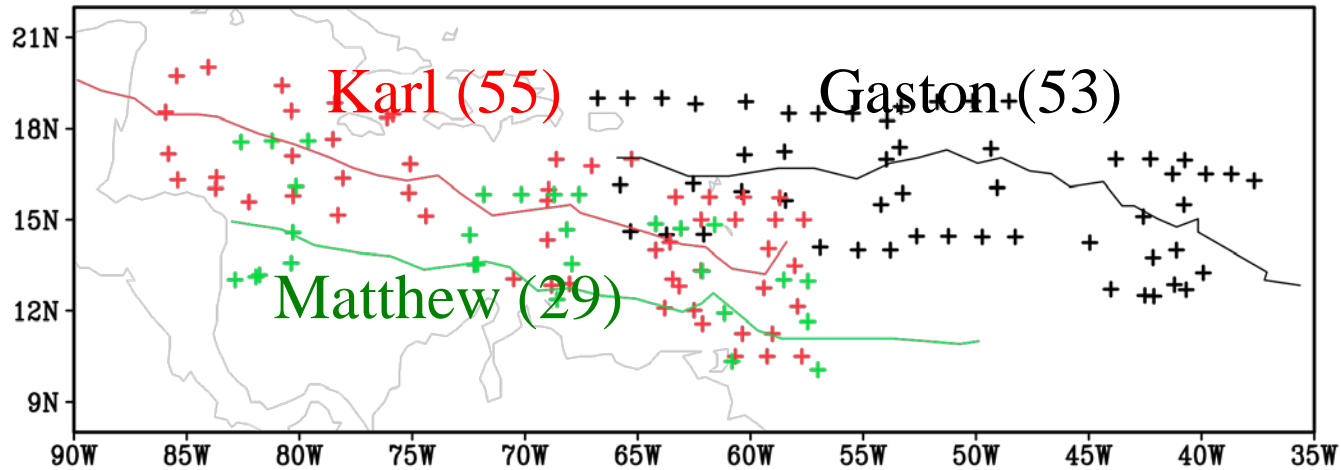 21N
18N
15N
12N
9N
Karl (55)
Gaston (53)
Matthew (29)
90W 85W 80W 75W 70W 65W 60W 55W 50W 45W 40W 35W